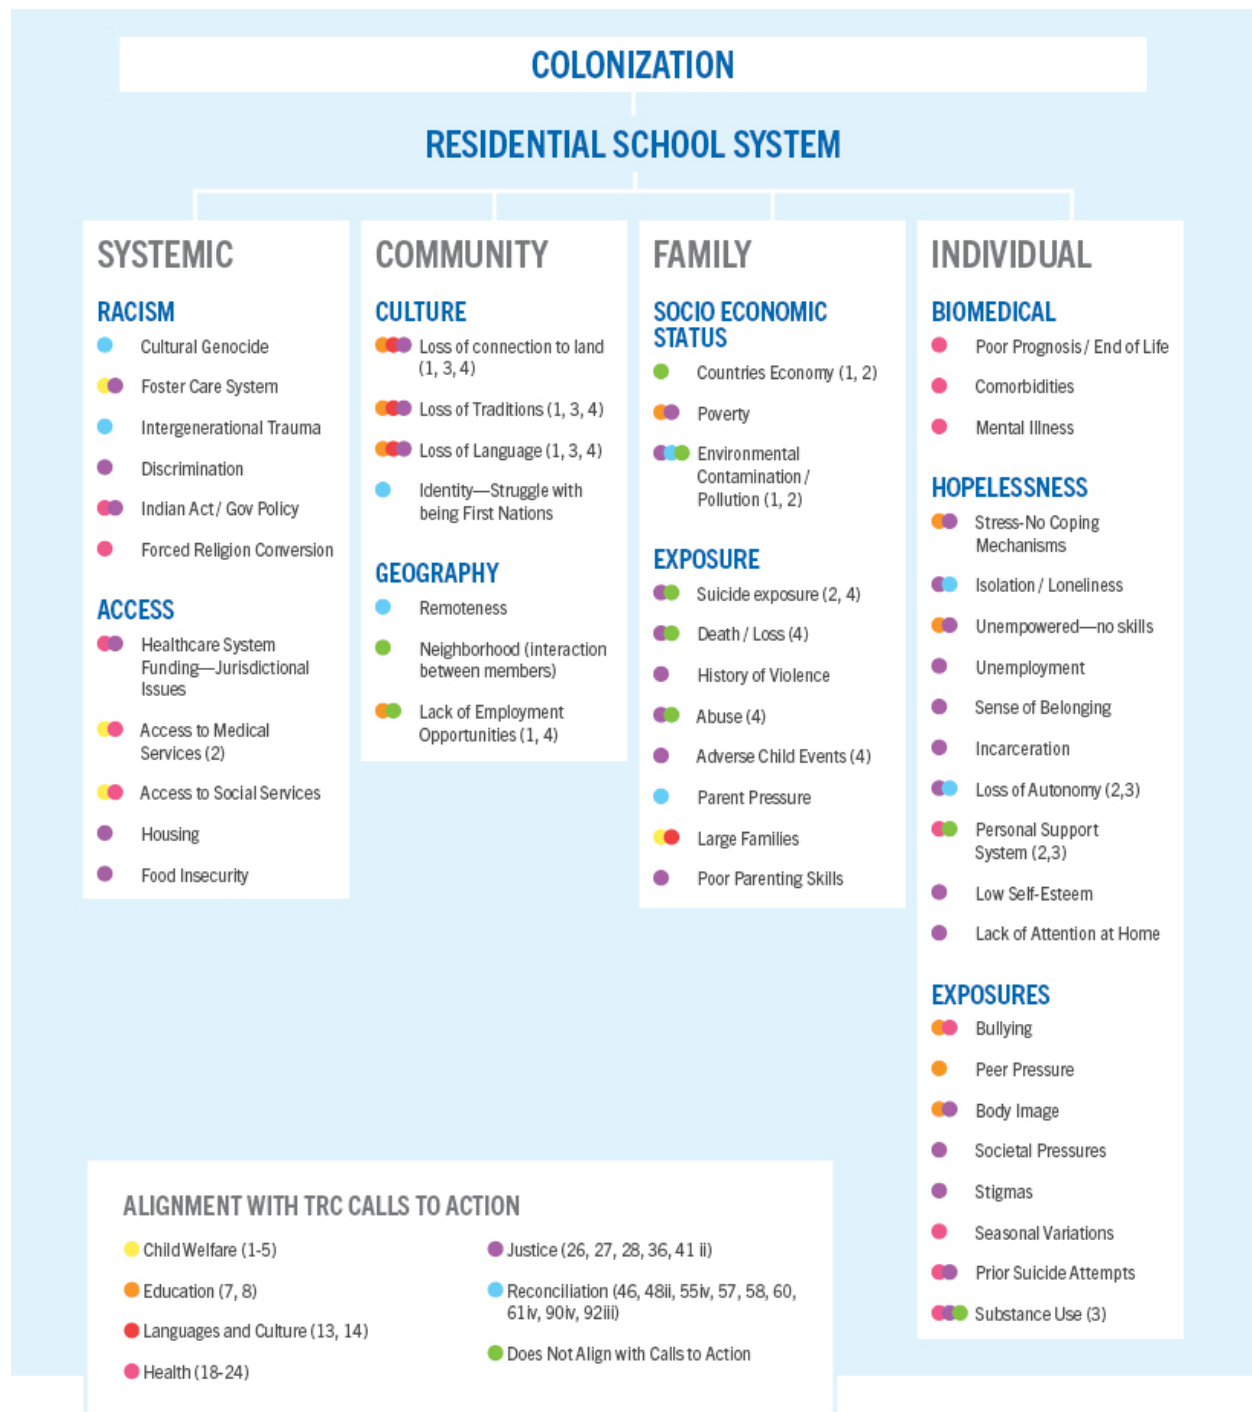 COLONIZATION
RESIDENTIAL SCHOOL SYSTEM
SYSTEMIC
RACISM
Cultural Genocide
Foster Care System
Intergenerational Trauma
Discrimination
Indian Act / Gov Policy
Forced Religion Conversion
ACCESS
Healthcare System
Funding—Jurisdictional
Issues
Access to Medical
Services (2)
Access to Social Services
Housing
Food Insecurity
COMMUNITY
CULTURE
Loss of connection to land
(1, 3, 4)
Loss of Traditions (1, 3, 4)
Loss of Language (1, 3, 4)
Identity—Struggle with
being First Nations
GEOGRAPHY
Remoteness
Neighborhood (interaction
between members)
Lack of Employment
Opportunities (1, 4)
FAMILY
SOCIO ECONOMIC
STATUS
Countries Economy (1, 2)
Poverty
Environmental
Contamination /
Pollution (1, 2)
EXPOSURE
Suicide exposure (2, 4)
Death / Loss (4)
History of Violence
Abuse (4)
Adverse Child Events (4)
Parent Pressure
Large Families
Poor Parenting Skills
INDIVIDUAL
BIOMEDICAL
Poor Prognosis / End of Life
Comorbidities
Mental Illness
HOPELESSNESS
Stress-No Coping
Mechanisms
Isolation / Loneliness
Unempowered—no skills
Unemployment
Sense of Belonging
Incarceration
Loss of Autonomy (2,3)
Personal Support
System (2,3)
Low Self-Esteem
Lack of Attention at Home
EXPOSURES
Bullying
Peer Pressure
Body Image
Societal Pressures
Stigmas
Seasonal Variations
Prior Suicide Attempts
Substance Use (3)
ALIGNMENT WITH TRC CALLS TO ACTION
Child Welfare (1-5)
Education (7, 8)
Languages and Culture (13, 14)
Health (18-24)
Justice (26, 27, 28, 36, 41 ii)
Reconciliation (46, 48ii, 55iv, 57, 58, 60,
61iv, 90iv, 92iii)
Does Not Align with Calls to Action